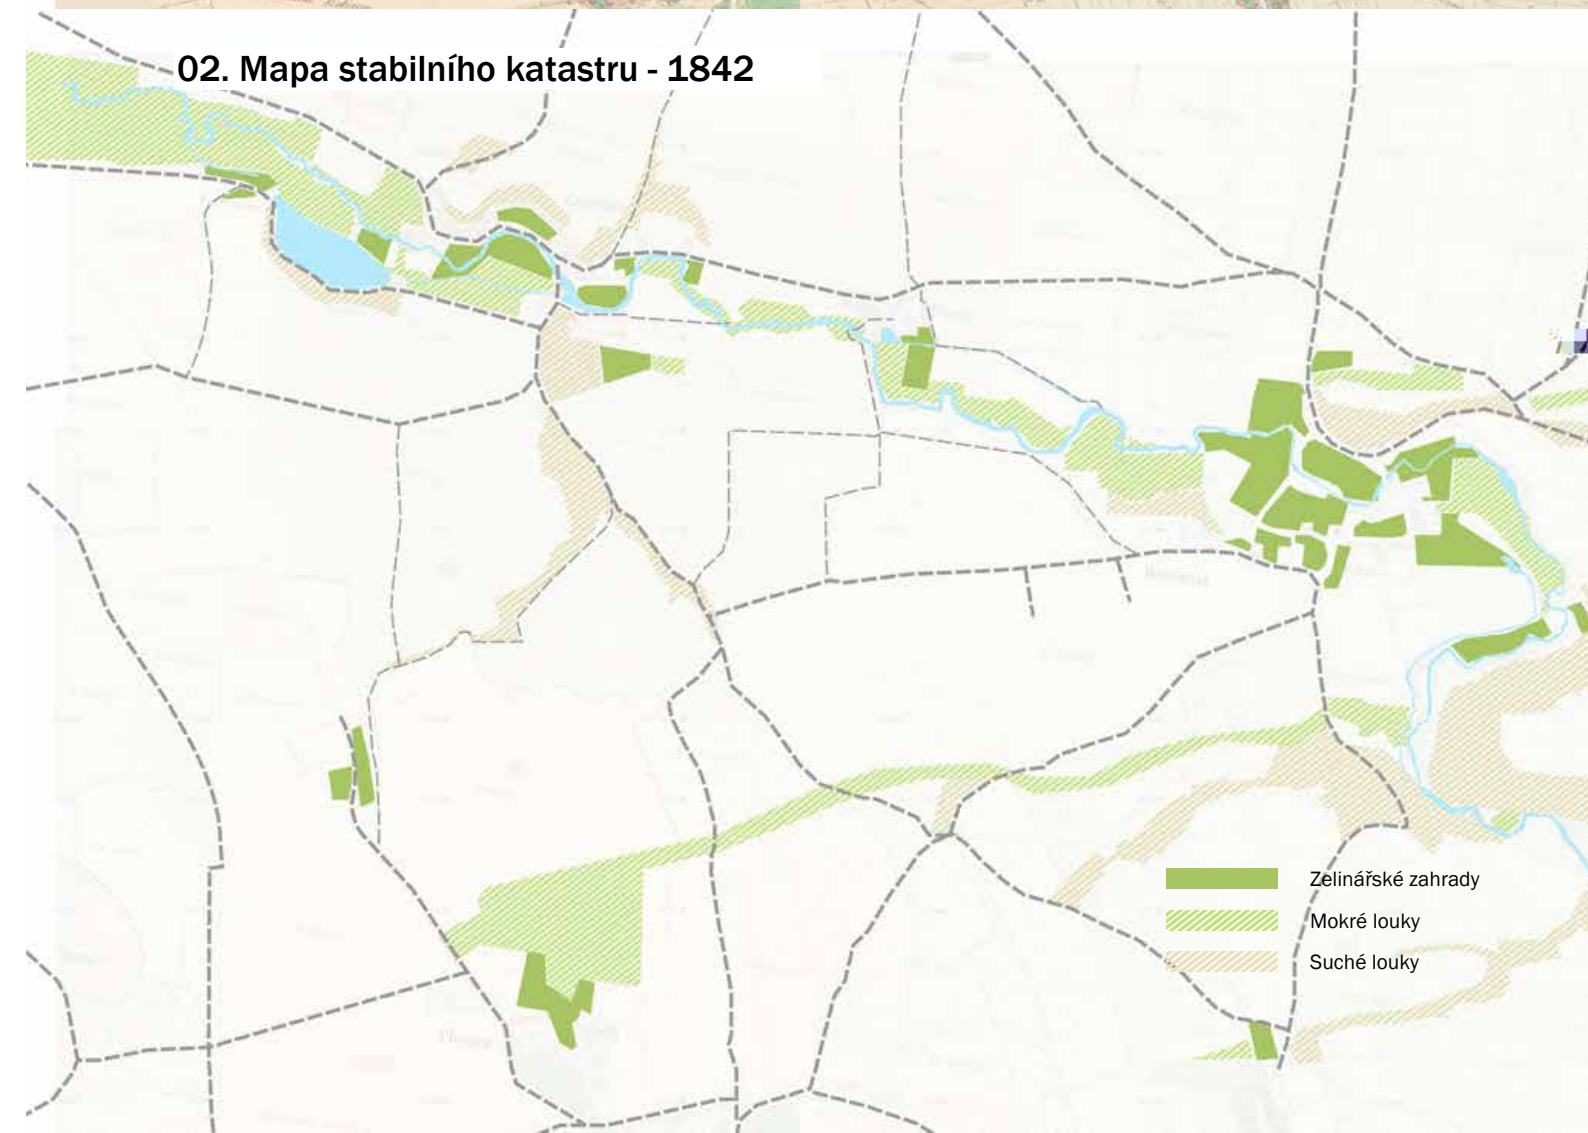 02. Mapa stabilního katastru - 1842
Zelinářské zahrady
Mokré louky
Suché louky